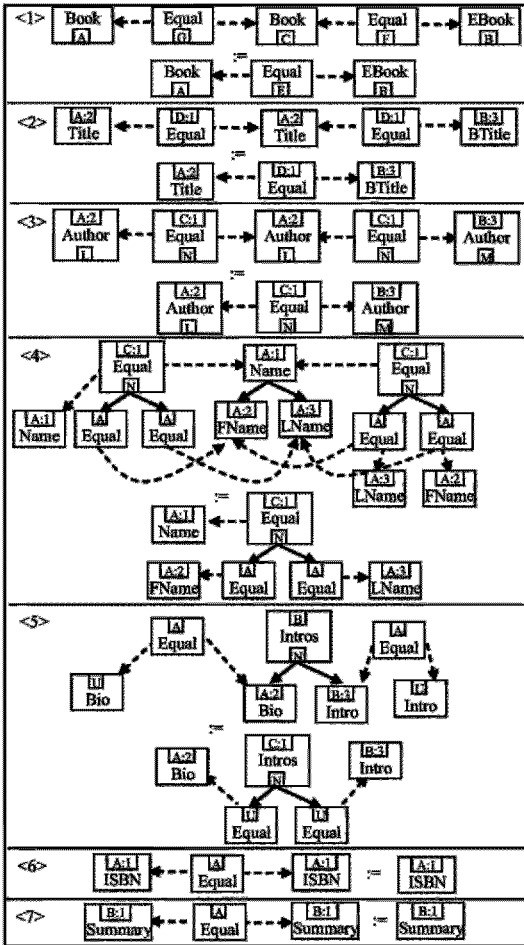 <1> Book Equal Book Equal EBook
A G C F B
:=
Book Equal EBook
A E B
<2> A:2 D:1 A:2 D:1 B:3
Title Equal Title Equal BTitle
:=
A:2 D:1 B:3
Title Equal BTitle
<3> A:2 C:1 A:2 C:1 B:3
Author Equal Author Equal Author
L N L N M
:=
A:2 C:1 B:3
Author Equal Author
L N M
<4> C:1 A:1 C:1
Equal Name Equal
N N
A:1 A A A:2 A:3 A A
Name Equal Equal FName LName Equal Equal
A:3 A:2
LName FName
:=
A:1 C:1
Name Equal
N
A:2 A A A:3
FName Equal Equal LName
<5> A B A
Equal Intros Equal
N
A:2 B:3
Bio Bio Intro Intro
:=
A:2 C:1 B:3
Bio Intros Intro
N
Equal Equal
<6> A:1 A A:1 := A:1
ISBN Equal ISBN ISBN
<7> B:1 A B:1 := B:1
Summary Equal Summary Summary